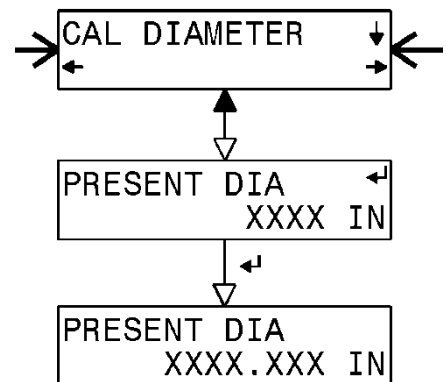 CAL DIAMETER ↓
← →
PRESENT DIA ↵
XXXX IN
↵
PRESENT DIA
XXXX.XXX IN